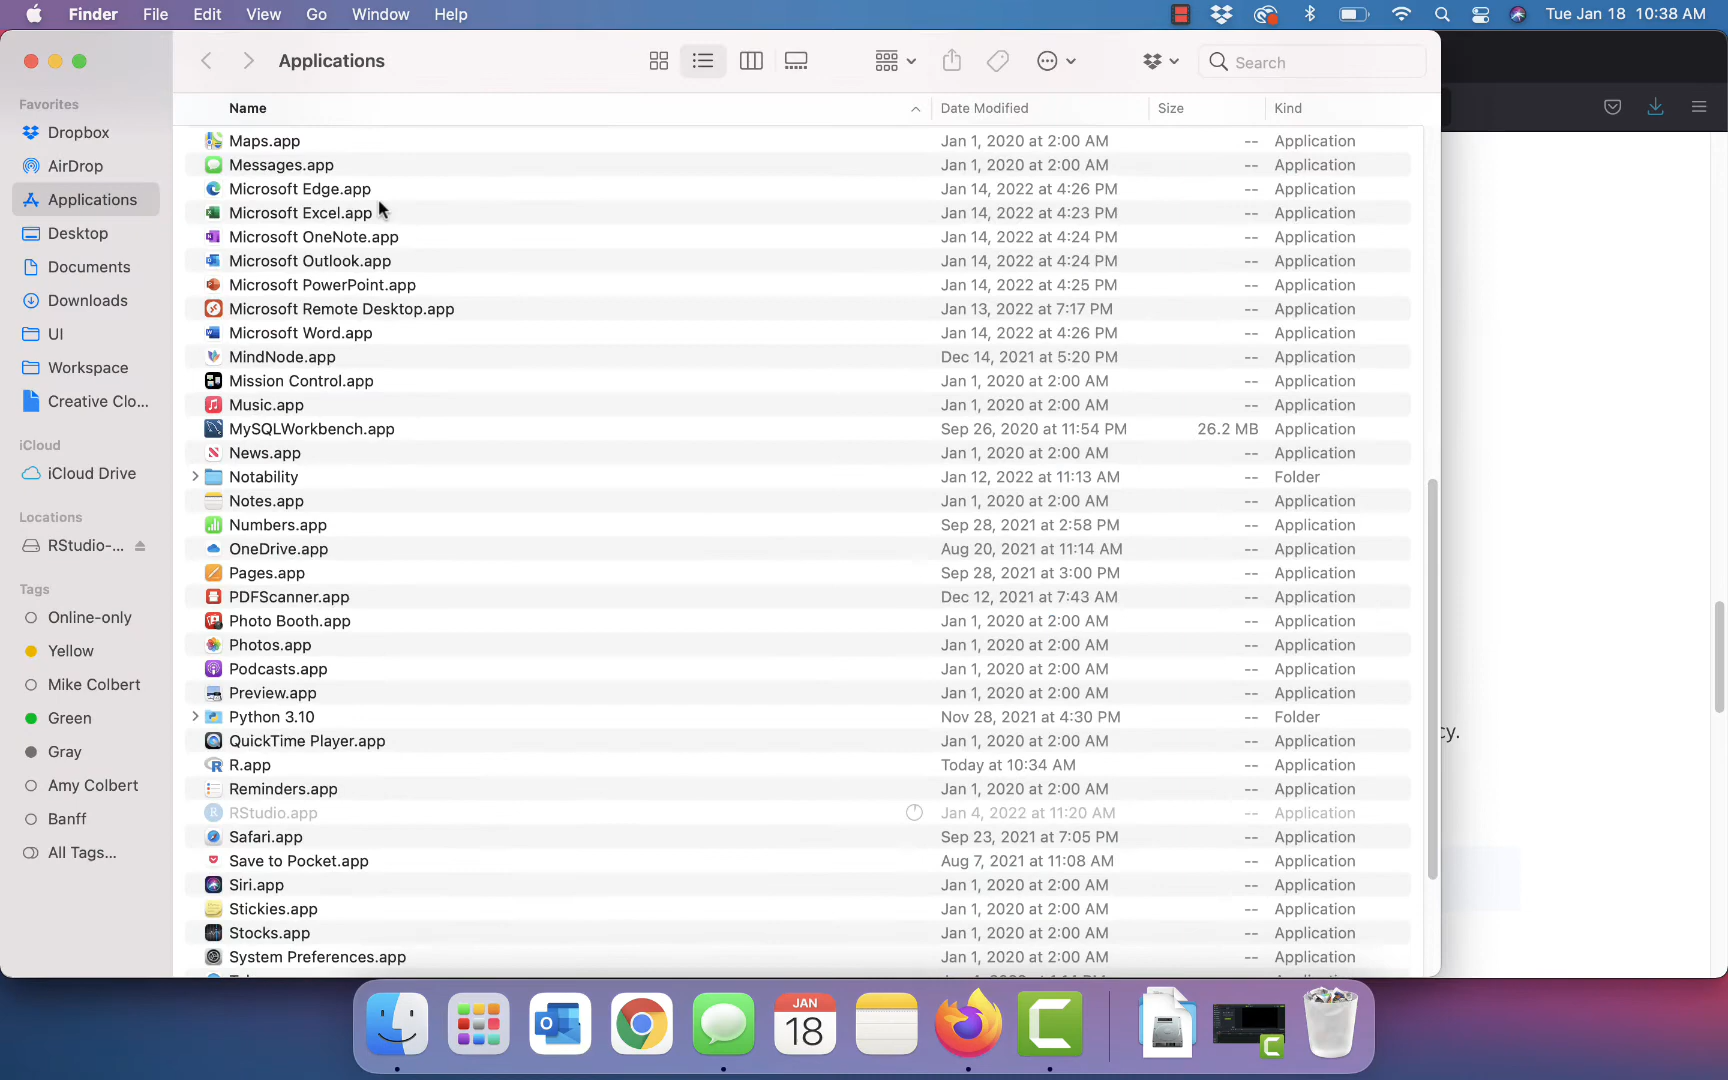 Finder File Edit View Go Window Help Tue Jan 18 10:38 AM
Applications Search
Favorites
Dropbox
AirDrop
Applications
Desktop
Documents
Downloads
UI
Workspace
Creative Clo...
iCloud
iCloud Drive
Locations
RStudio-...
Tags
Online-only
Yellow
Mike Colbert
Green
Gray
Amy Colbert
Banff
All Tags...
Name Date Modified Size Kind
Maps.app Jan 1, 2020 at 2:00 AM -- Application
Messages.app Jan 1, 2020 at 2:00 AM -- Application
Microsoft Edge.app Jan 14, 2022 at 4:26 PM -- Application
Microsoft Excel.app Jan 14, 2022 at 4:23 PM -- Application
Microsoft OneNote.app Jan 14, 2022 at 4:24 PM -- Application
Microsoft Outlook.app Jan 14, 2022 at 4:24 PM -- Application
Microsoft PowerPoint.app Jan 14, 2022 at 4:25 PM -- Application
Microsoft Remote Desktop.app Jan 13, 2022 at 7:17 PM -- Application
Microsoft Word.app Jan 14, 2022 at 4:26 PM -- Application
MindNode.app Dec 14, 2021 at 5:20 PM -- Application
Mission Control.app Jan 1, 2020 at 2:00 AM -- Application
Music.app Jan 1, 2020 at 2:00 AM -- Application
MySQLWorkbench.app Sep 26, 2020 at 11:54 PM 26.2 MB Application
News.app Jan 1, 2020 at 2:00 AM -- Application
Notability Jan 12, 2022 at 11:13 AM -- Folder
Notes.app Jan 1, 2020 at 2:00 AM -- Application
Numbers.app Sep 28, 2021 at 2:58 PM -- Application
OneDrive.app Aug 20, 2021 at 11:14 AM -- Application
Pages.app Sep 28, 2021 at 3:00 PM -- Application
PDFScanner.app Dec 12, 2021 at 7:43 AM -- Application
Photo Booth.app Jan 1, 2020 at 2:00 AM -- Application
Photos.app Jan 1, 2020 at 2:00 AM -- Application
Podcasts.app Jan 1, 2020 at 2:00 AM -- Application
Preview.app Jan 1, 2020 at 2:00 AM -- Application
Python 3.10 Nov 28, 2021 at 4:30 PM -- Folder
QuickTime Player.app Jan 1, 2020 at 2:00 AM -- Application
R.app Today at 10:34 AM -- Application
Reminders.app Jan 1, 2020 at 2:00 AM -- Application
RStudio.app Jan 4, 2022 at 11:20 AM -- Application
Safari.app Sep 23, 2021 at 7:05 PM -- Application
Save to Pocket.app Aug 7, 2021 at 11:08 AM -- Application
Siri.app Jan 1, 2020 at 2:00 AM -- Application
Stickies.app Jan 1, 2020 at 2:00 AM -- Application
Stocks.app Jan 1, 2020 at 2:00 AM -- Application
System Preferences.app Jan 1, 2020 at 2:00 AM -- Application
cy.
JAN
18